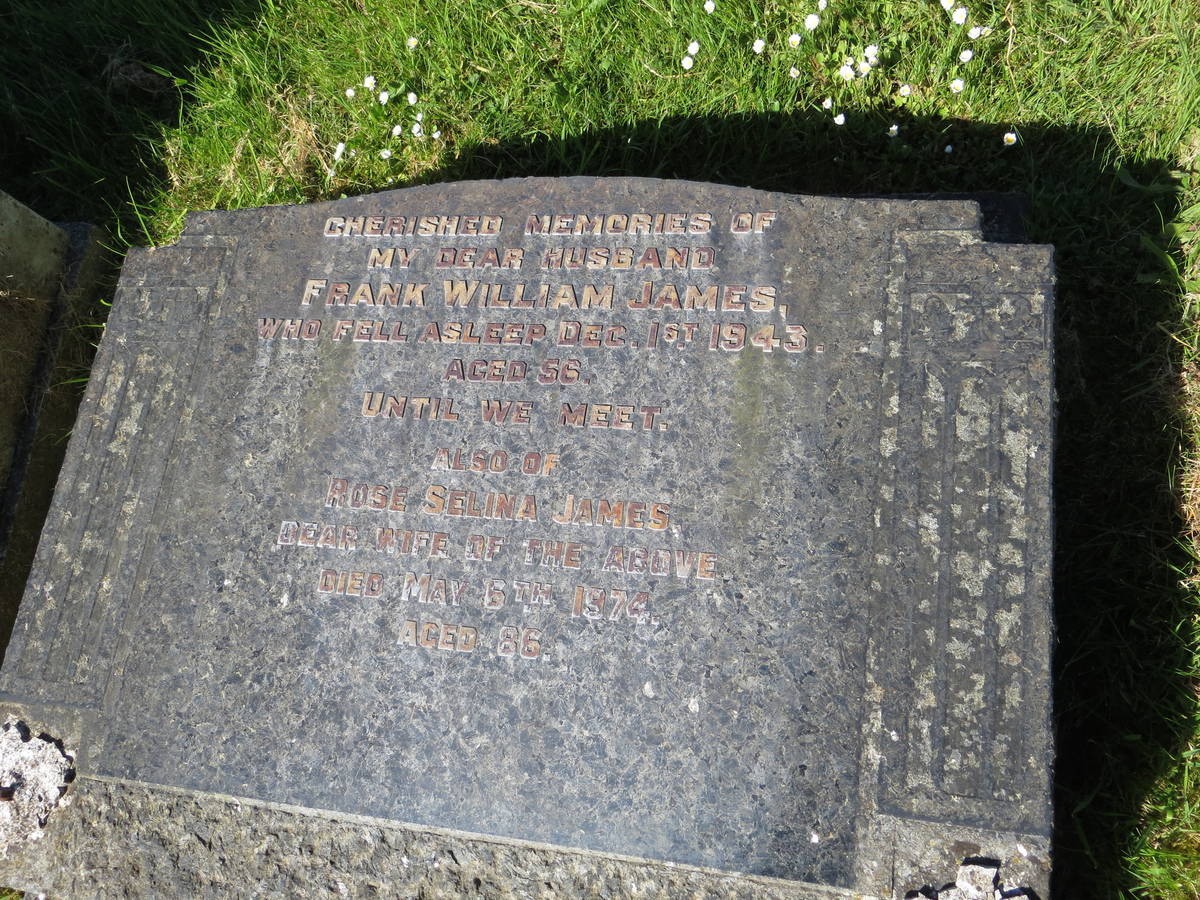 CHERISHED MEMORIES OF
MY DEAR HUSBAND
FRANK WILLIAM JAMES,
WHO FELL ASLEEP DEC. 1ST 1943.
AGED 56.
UNTIL WE MEET.
ALSO OF
ROSE SELINA JAMES,
DEAR WIFE OF THE ABOVE
DIED MAY 6TH 1974.
AGED 86.